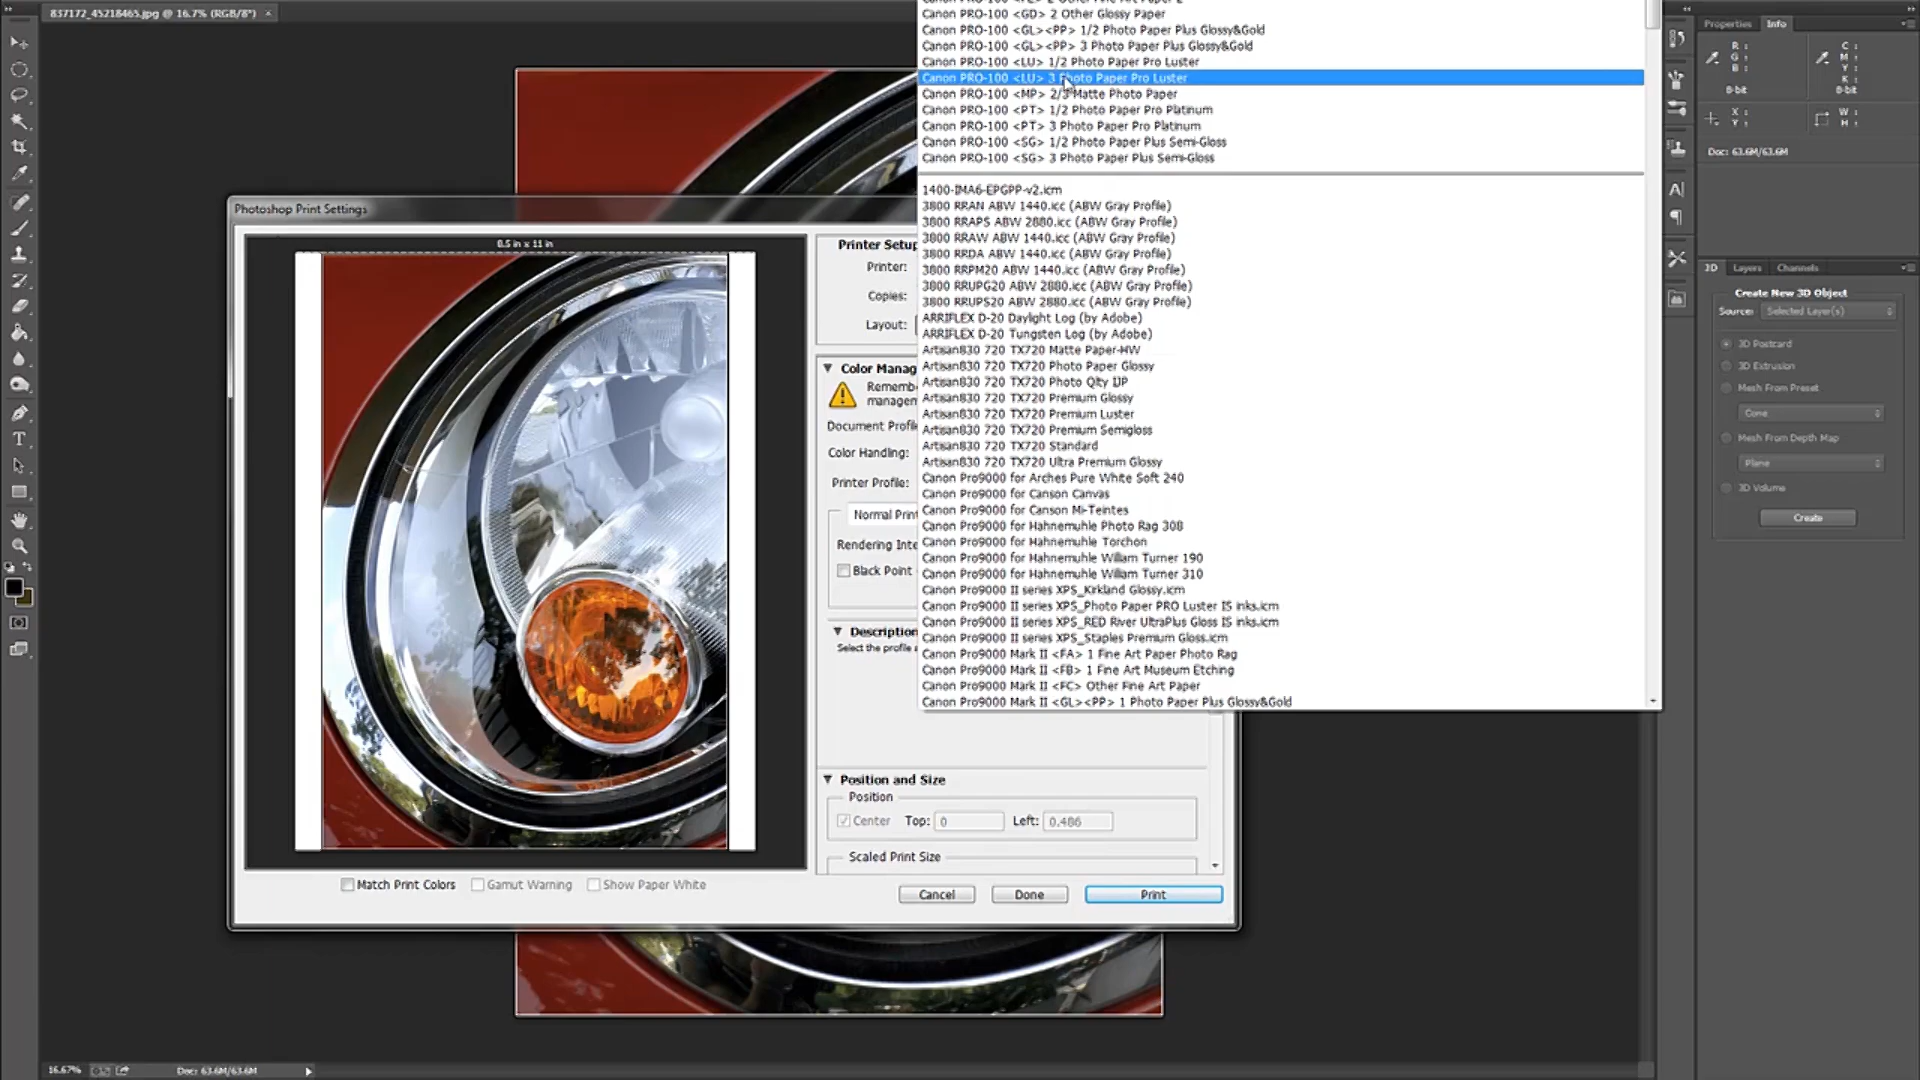 837172_45218465.jpg @ 16.7% (RGB/8*) ×
Canon PRO-100 <GD> 2 Other Glossy Paper
Canon PRO-100 <GL><PP> 1/2 Photo Paper Plus Glossy&Gold
Canon PRO-100 <GL><PP> 3 Photo Paper Plus Glossy&Gold
Canon PRO-100 <LU> 1/2 Photo Paper Pro Luster
Canon PRO-100 <LU> 3 Photo Paper Pro Luster
Canon PRO-100 <MP> 2/3 Matte Photo Paper
Canon PRO-100 <PT> 1/2 Photo Paper Pro Platinum
Canon PRO-100 <PT> 3 Photo Paper Pro Platinum
Canon PRO-100 <SG> 1/2 Photo Paper Plus Semi-Gloss
Canon PRO-100 <SG> 3 Photo Paper Plus Semi-Gloss
1400-IMA6-EPGPP-v2.icm
3800 RRAN ABW 1440.icc (ABW Gray Profile)
3800 RRAPS ABW 2880.icc (ABW Gray Profile)
3800 RRAW ABW 1440.icc (ABW Gray Profile)
3800 RRDA ABW 1440.icc (ABW Gray Profile)
3800 RRPM20 ABW 1440.icc (ABW Gray Profile)
3800 RRUPG20 ABW 2880.icc (ABW Gray Profile)
3800 RRUPS20 ABW 2880.icc (ABW Gray Profile)
ARRIFLEX D-20 Daylight Log (by Adobe)
ARRIFLEX D-20 Tungsten Log (by Adobe)
Artisan830 720 TX720 Matte Paper-HW
Artisan830 720 TX720 Photo Paper Glossy
Artisan830 720 TX720 Photo Qlty IJP
Artisan830 720 TX720 Premium Glossy
Artisan830 720 TX720 Premium Luster
Artisan830 720 TX720 Premium Semigloss
Artisan830 720 TX720 Standard
Artisan830 720 TX720 Ultra Premium Glossy
Canon Pro9000 for Arches Pure White Soft 240
Canon Pro9000 for Canson Canvas
Canon Pro9000 for Canson Mi-Teintes
Canon Pro9000 for Hahnemuhle Photo Rag 308
Canon Pro9000 for Hahnemuhle Torchon
Canon Pro9000 for Hahnemuhle William Turner 190
Canon Pro9000 for Hahnemuhle William Turner 310
Canon Pro9000 II series XPS_Kirkland Glossy.icm
Canon Pro9000 II series XPS_Photo Paper PRO Luster IS inks.icm
Canon Pro9000 II series XPS_RED River UltraPlus Gloss IS inks.icm
Canon Pro9000 II series XPS_Staples Premium Gloss.icm
Canon Pro9000 Mark II <FA> 1 Fine Art Paper Photo Rag
Canon Pro9000 Mark II <FB> 1 Fine Art Museum Etching
Canon Pro9000 Mark II <FC> Other Fine Art Paper
Canon Pro9000 Mark II <GL><PP> 1 Photo Paper Plus Glossy&Gold
Photoshop Print Settings
8.5 in x 11 in
Printer Setup
Printer:
Copies:
Layout:
Color Manag
Rememb
managem
Document Profil
Color Handling:
Printer Profile:
Normal Print
Rendering Inte
Black Point
Description
Select the profile a
Position and Size
Position
Center Top: 0 Left: 0.486
Scaled Print Size
Match Print Colors Gamut Warning Show Paper White
Cancel Done Print
Properties Info
R : C :
G : M :
B : Y :
K :
8-bit 8-bit
X : W :
Y : H :
Doc: 63.6M/63.6M
3D Layers Channels
Create New 3D Object
Source: Selected Layer(s)
3D Postcard
3D Extrusion
Mesh From Preset
Cone
Mesh From Depth Map
Plane
3D Volume
Create
16.67% Doc: 63.6M/63.6M